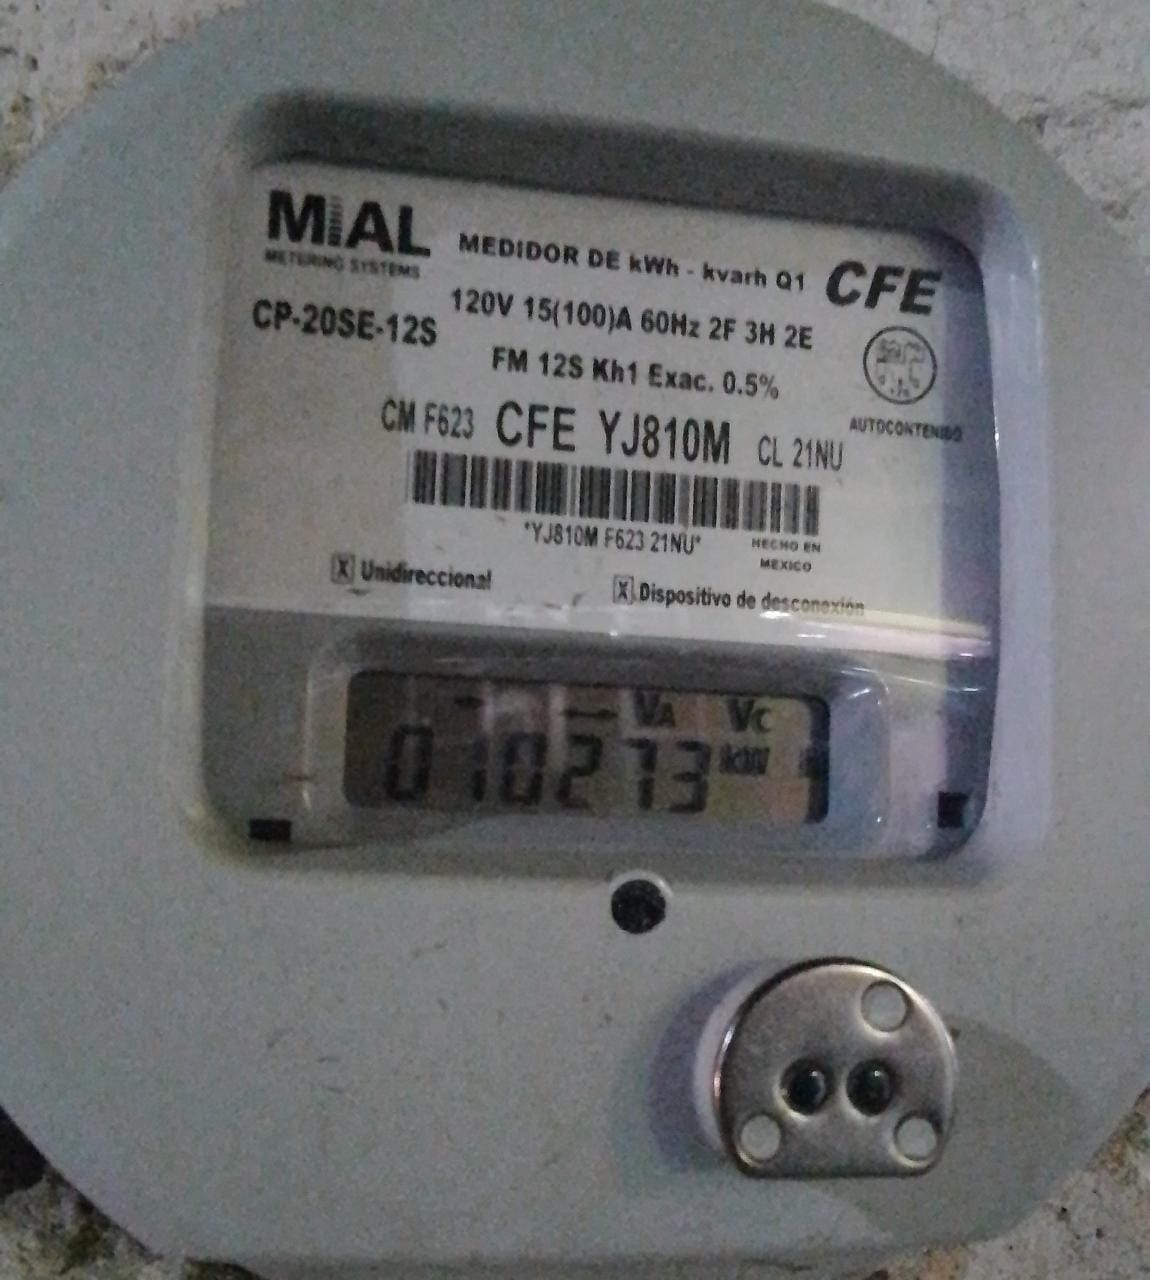 MIAL
METERING SYSTEMS
MEDIDOR DE kWh - kvarh Q1
CFE
CP-20SE-12S
120V 15(100)A 60Hz 2F 3H 2E
FM 12S Kh1 Exac. 0.5%
AUTOCONTENIDO
CM F623 CFE YJ810M CL 21NU
*YJ810M F623 21NU*
HECHO EN
MEXICO
X Unidireccional
X Dispositivo de desconexión
VA VC
010273